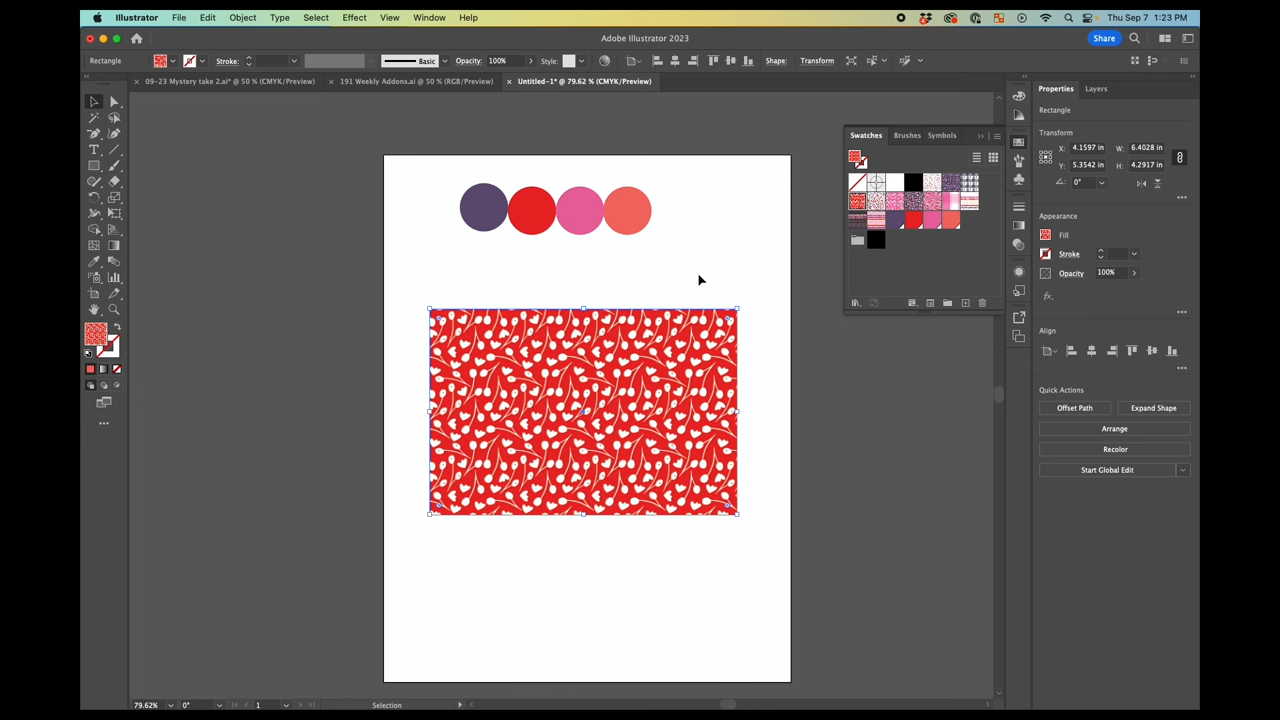 Illustrator File Edit Object Type Select Effect View Window Help Thu Sep 7 1:23 PM
Adobe Illustrator 2023 Share
Rectangle Stroke: Basic Opacity: 100% Style: Shape: Transform
09-23 Mystery take 2.ai* @ 50 % (CMYK/Preview) 191 Weekly Addons.ai @ 50 % (RGB/Preview) Untitled-1* @ 79.62 % (CMYK/Preview)
Properties Layers
Rectangle
Transform
X: 4.1597 in W: 6.4028 in
Y: 5.3542 in H: 4.2917 in
0°
Swatches Brushes Symbols
Appearance
Fill
Stroke
Opacity 100%
fx
Align
Quick Actions
Offset Path Expand Shape
Arrange
Recolor
Start Global Edit
79.62% 0° 1 Selection